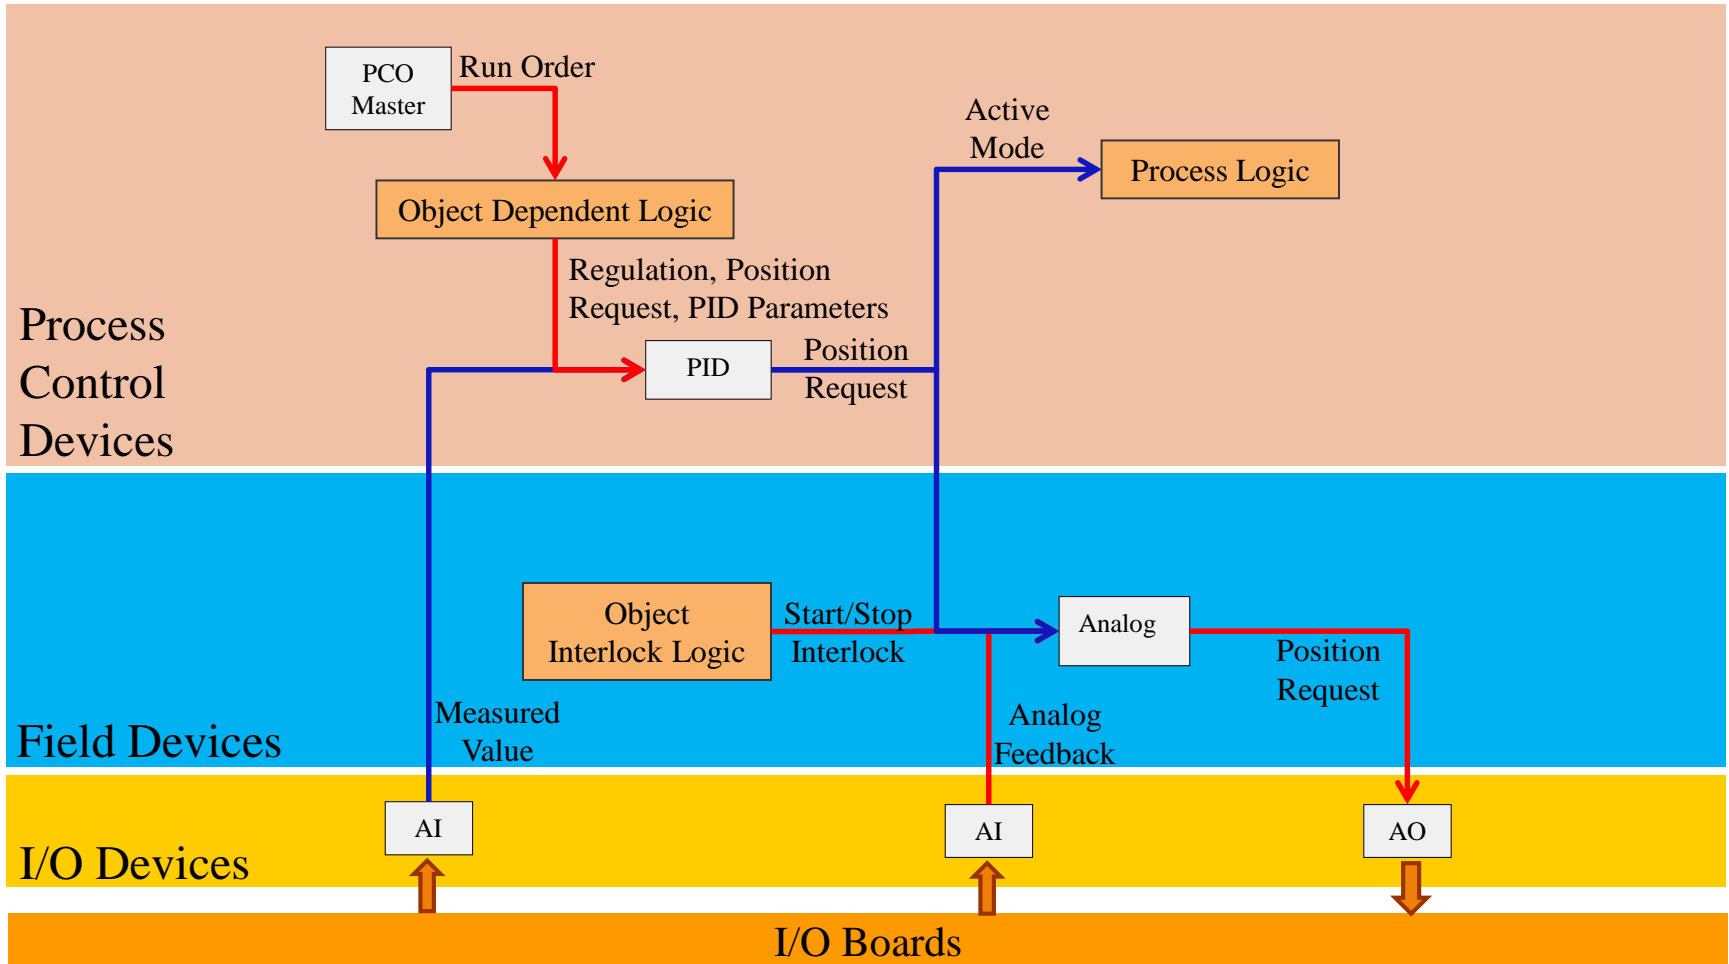 PCO
Master
Run Order
Active
Mode
Process Logic
Object Dependent Logic
Regulation, Position
Request, PID Parameters
Process
Control
Devices
PID
Position
Request
Object
Interlock Logic
Start/Stop
Interlock
Analog
Position
Request
Measured
Value
Analog
Feedback
Field Devices
AI
AI
AO
I/O Devices
I/O Boards